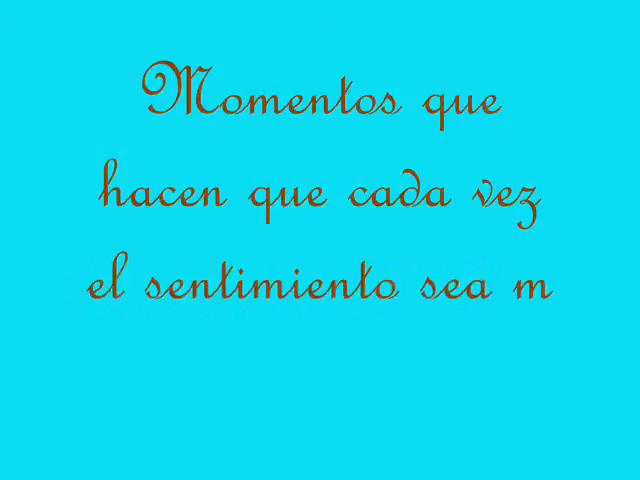 Momentos que
hacen que cada vez
el sentimiento sea m